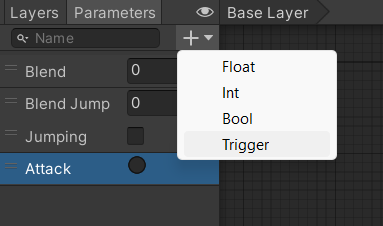 Layers Parameters Base Layer
Name
Float
Blend 0
Int
Blend Jump 0
Bool
Jumping
Trigger
Attack